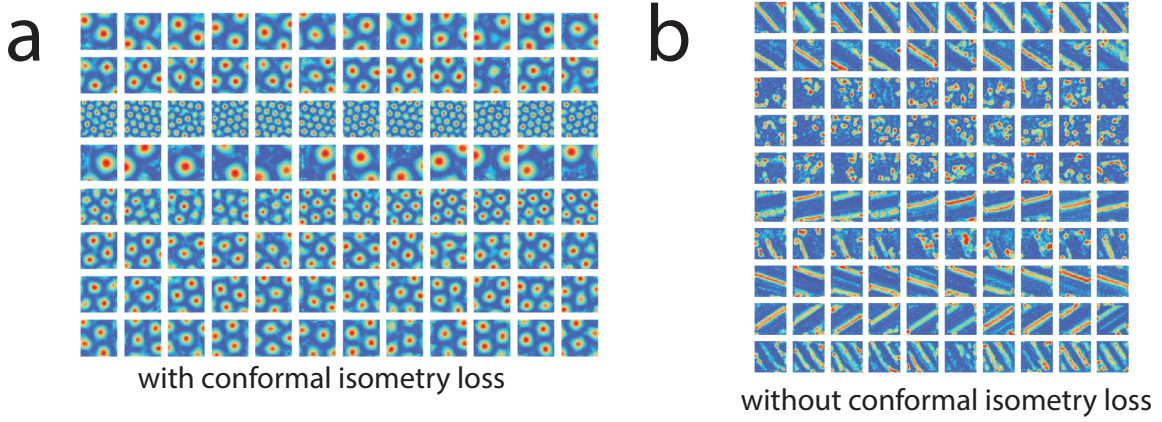 a
b
with conformal isometry loss
without conformal isometry loss